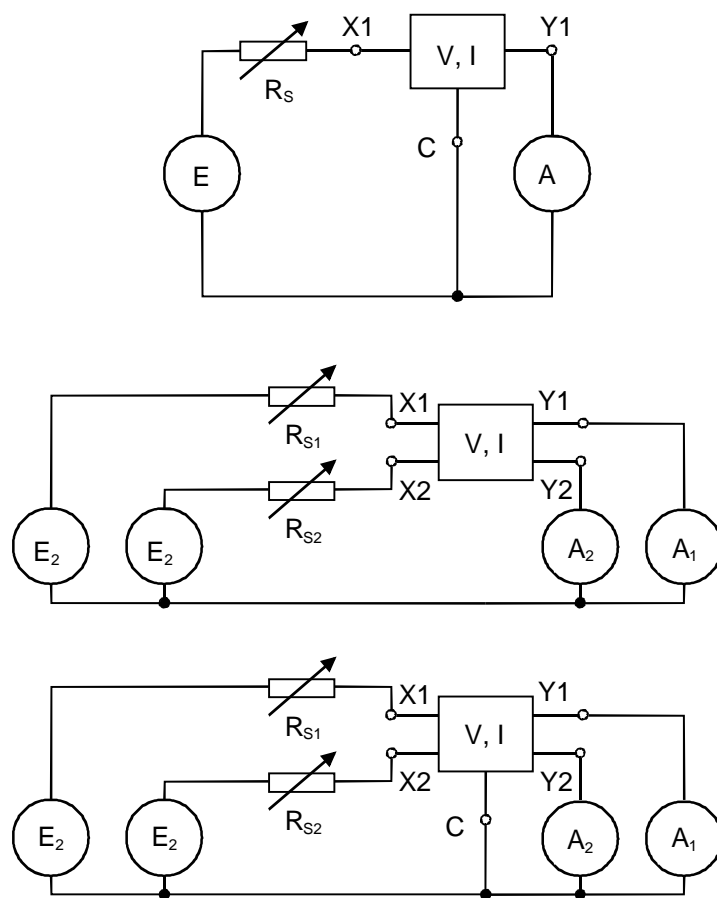 X1 V, I Y1
R_S
C
E A
X1 Y1
R_S1 V, I
X2 Y2
R_S2
E_2 E_2 A_2 A_1
X1 Y1
R_S1 V, I
X2 Y2
R_S2 C
E_2 E_2 A_2 A_1